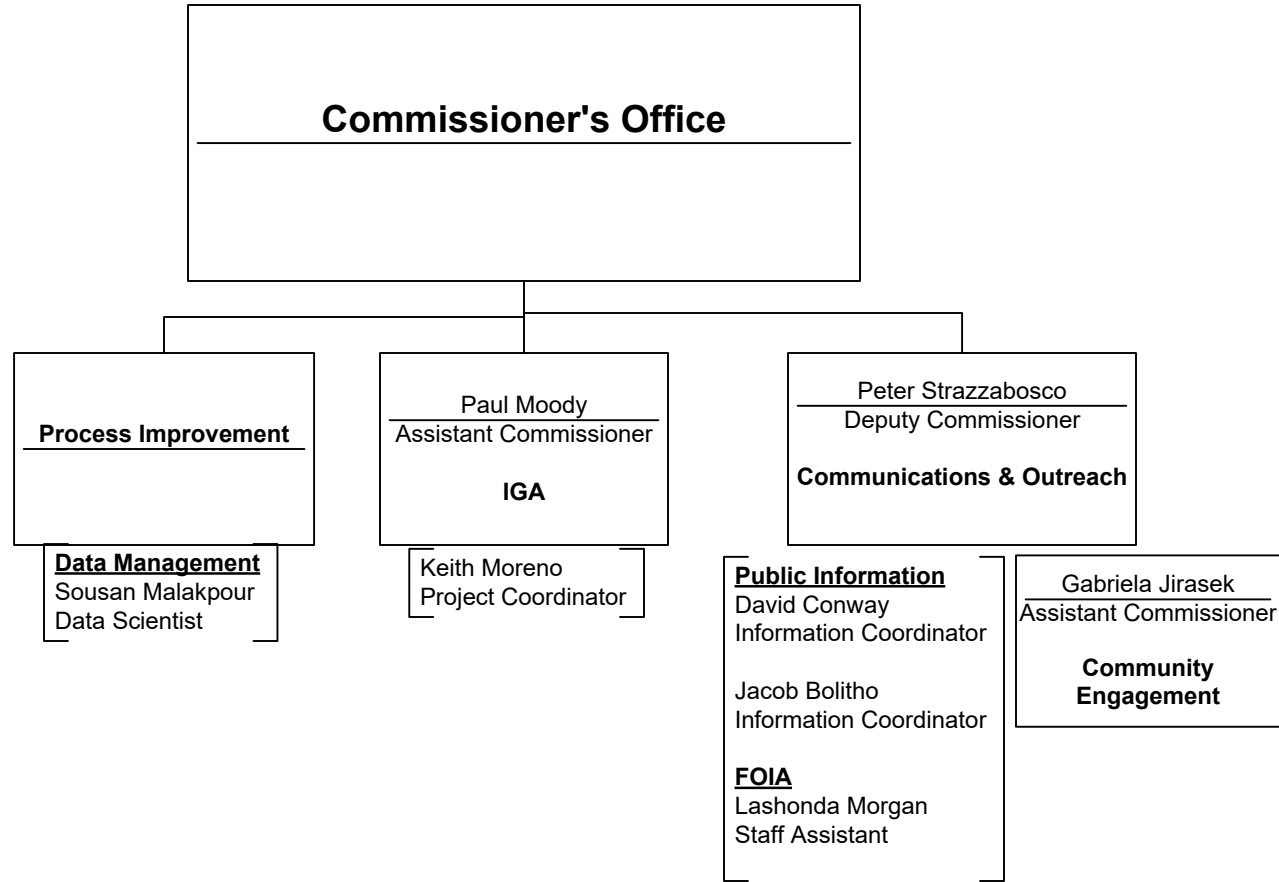 Commissioner's Office
Process Improvement
Data Management
Sousan Malakpour
Data Scientist
Paul Moody
Assistant Commissioner
IGA
Keith Moreno
Project Coordinator
Peter Strazzabosco
Deputy Commissioner
Communications & Outreach
Public Information
David Conway
Information Coordinator
Jacob Bolitho
Information Coordinator
FOIA
Lashonda Morgan
Staff Assistant
Gabriela Jirasek
Assistant Commissioner
Community
Engagement